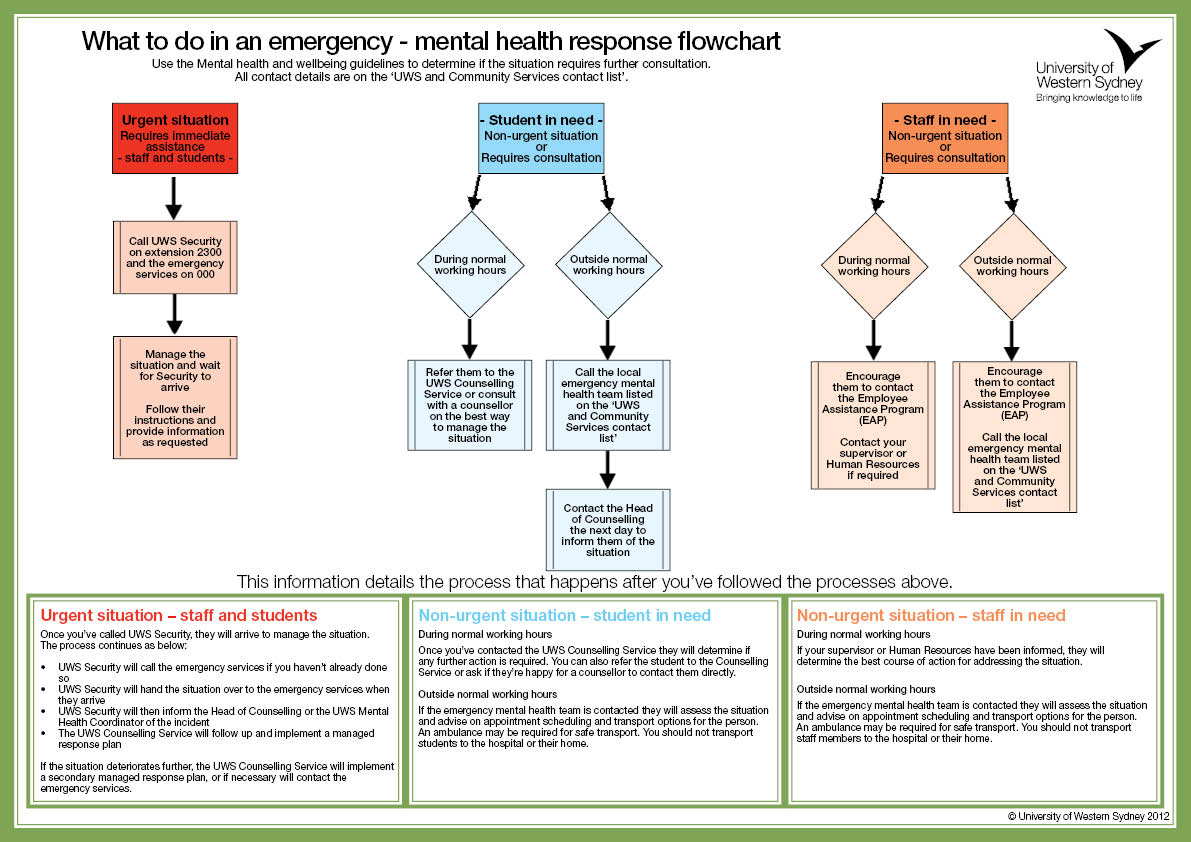 What to do in an emergency - mental health response flowchart
Use the Mental health and wellbeing guidelines to determine if the situation requires further consultation.
All contact details are on the ‘UWS and Community Services contact list’.
University of
Western Sydney
Bringing knowledge to life
Urgent situation
Requires immediate
assistance
- staff and students -
Call UWS Security
on extension 2300
and the emergency
services on 000
Manage the
situation and wait
for Security to
arrive
Follow their
instructions and
provide information
as requested
- Student in need -
Non-urgent situation
or
Requires consultation
During normal
working hours
Refer them to the
UWS Counselling
Service or consult
with a counsellor
on the best way
to manage the
situation
Outside normal
working hours
Call the local
emergency mental
health team listed
on the ‘UWS
and Community
Services contact
list’
Contact the Head
of Counselling
the next day to
inform them of the
situation
- Staff in need -
Non-urgent situation
or
Requires consultation
During normal
working hours
Encourage
them to contact
the Employee
Assistance Program
(EAP)
Contact your
supervisor or
Human Resources
if required
Outside normal
working hours
Encourage
them to contact
the Employee
Assistance Program
(EAP)
Call the local
emergency mental
health team listed
on the ‘UWS
and Community
Services contact
list’
This information details the process that happens after you’ve followed the processes above.
Urgent situation – staff and students
Once you’ve called UWS Security, they will arrive to manage the situation.
The process continues as below:
• UWS Security will call the emergency services if you haven’t already done
so
• UWS Security will hand the situation over to the emergency services when
they arrive
• UWS Security will then inform the Head of Counselling or the UWS Mental
Health Coordinator of the incident
• The UWS Counselling Service will follow up and implement a managed
response plan
If the situation deteriorates further, the UWS Counselling Service will implement
a secondary managed response plan, or if necessary will contact the
emergency services.
Non-urgent situation – student in need
During normal working hours
Once you’ve contacted the UWS Counselling Service they will determine if
any further action is required. You can also refer the student to the Counselling
Service or ask if they’re happy for a counsellor to contact them directly.
Outside normal working hours
If the emergency mental health team is contacted they will assess the situation
and advise on appointment scheduling and transport options for the person.
An ambulance may be required for safe transport. You should not transport
students to the hospital or their home.
Non-urgent situation – staff in need
During normal working hours
If your supervisor or Human Resources have been informed, they will
determine the best course of action for addressing the situation.
Outside normal working hours
If the emergency mental health team is contacted they will assess the situation
and advise on appointment scheduling and transport options for the person.
An ambulance may be required for safe transport. You should not transport
staff members to the hospital or their home.
© University of Western Sydney 2012